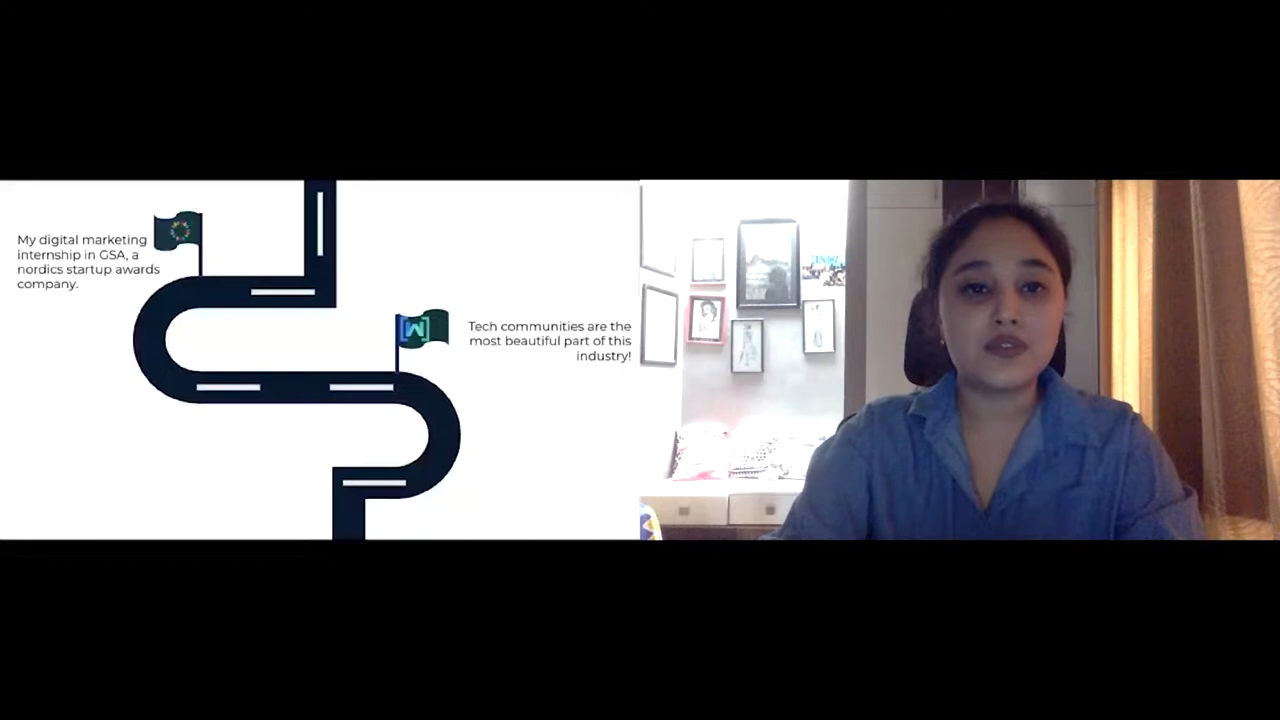 My digital marketing
internship in GSA, a
nordics startup awards
company.
Tech communities are the
most beautiful part of this
industry!